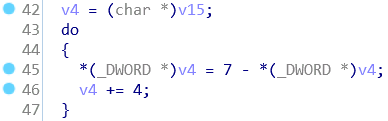 42 v4 = (char *)v15;
43 do
44 {
45 *(_DWORD *)v4 = 7 - *(_DWORD *)v4;
46 v4 += 4;
47 }